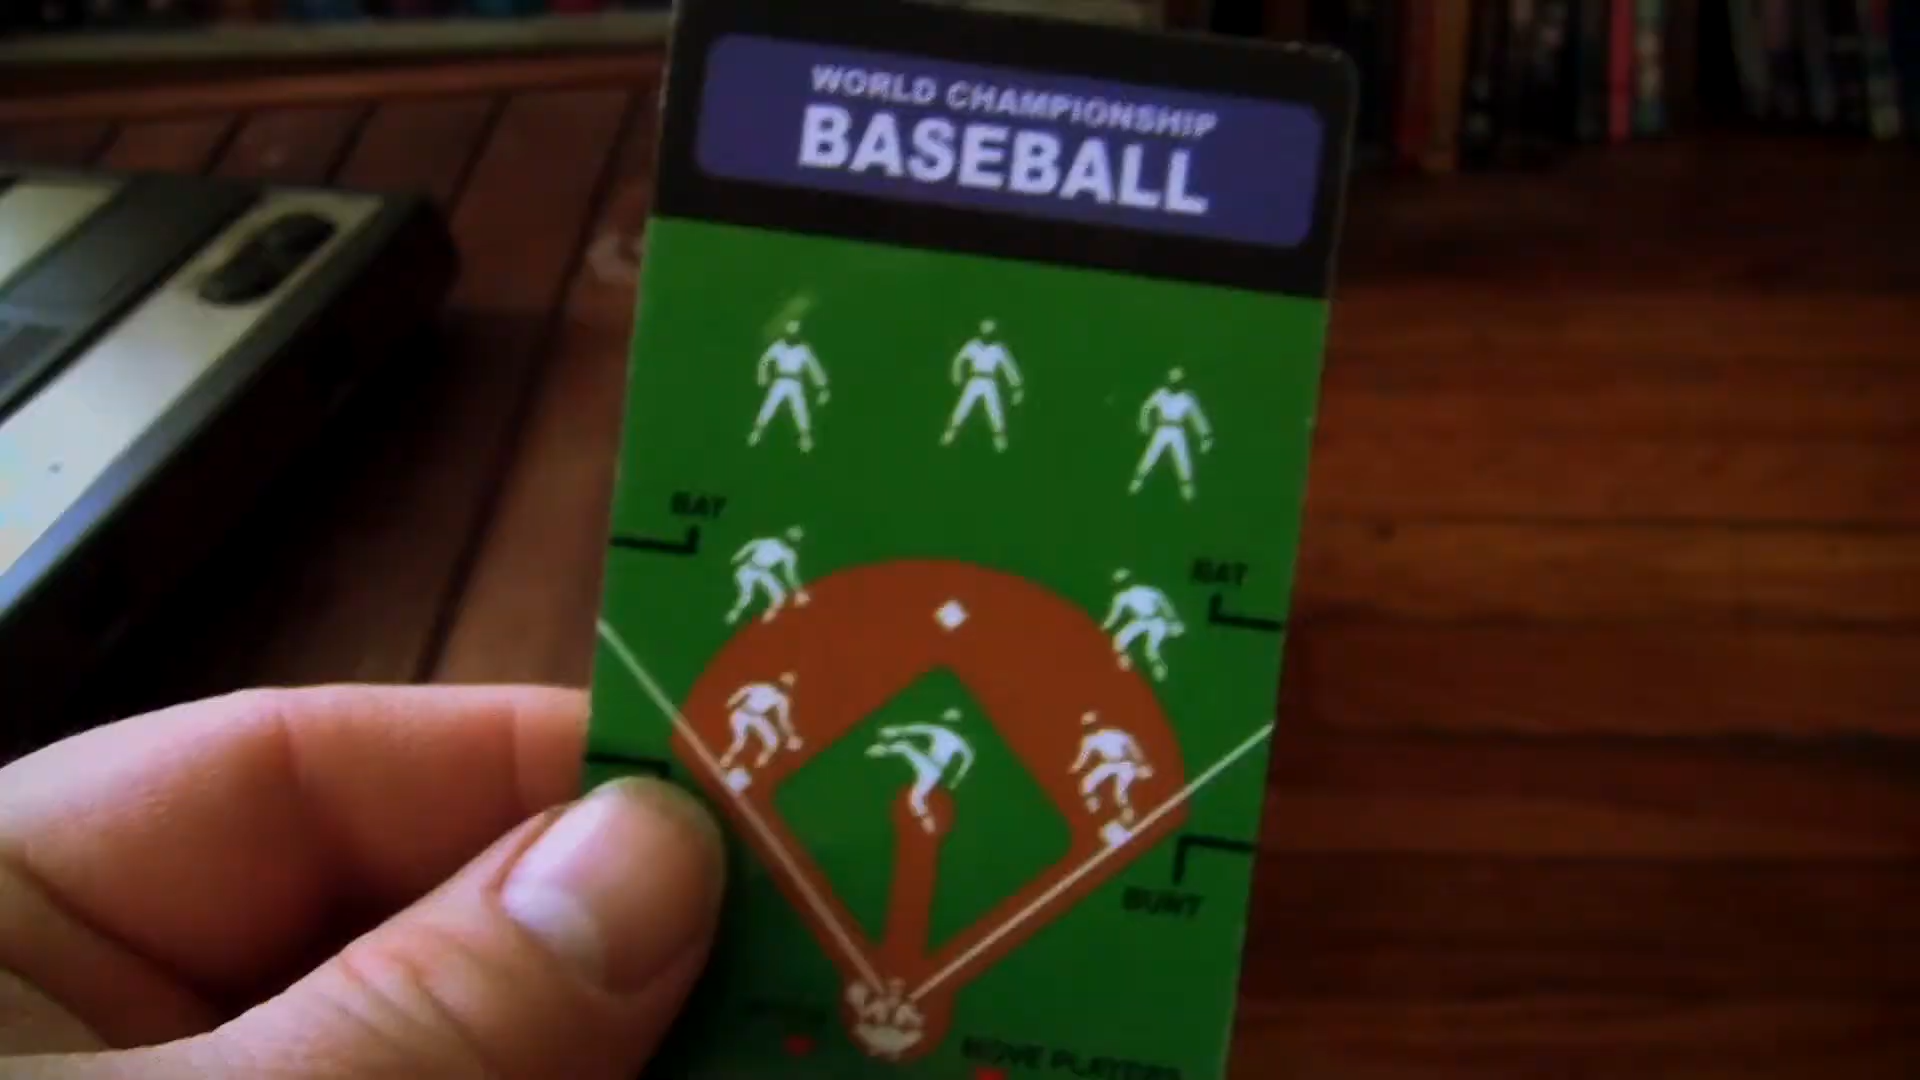 WORLD CHAMPIONSHIP
BASEBALL
BAT
BAT
BUNT
MOVE PLAYERS